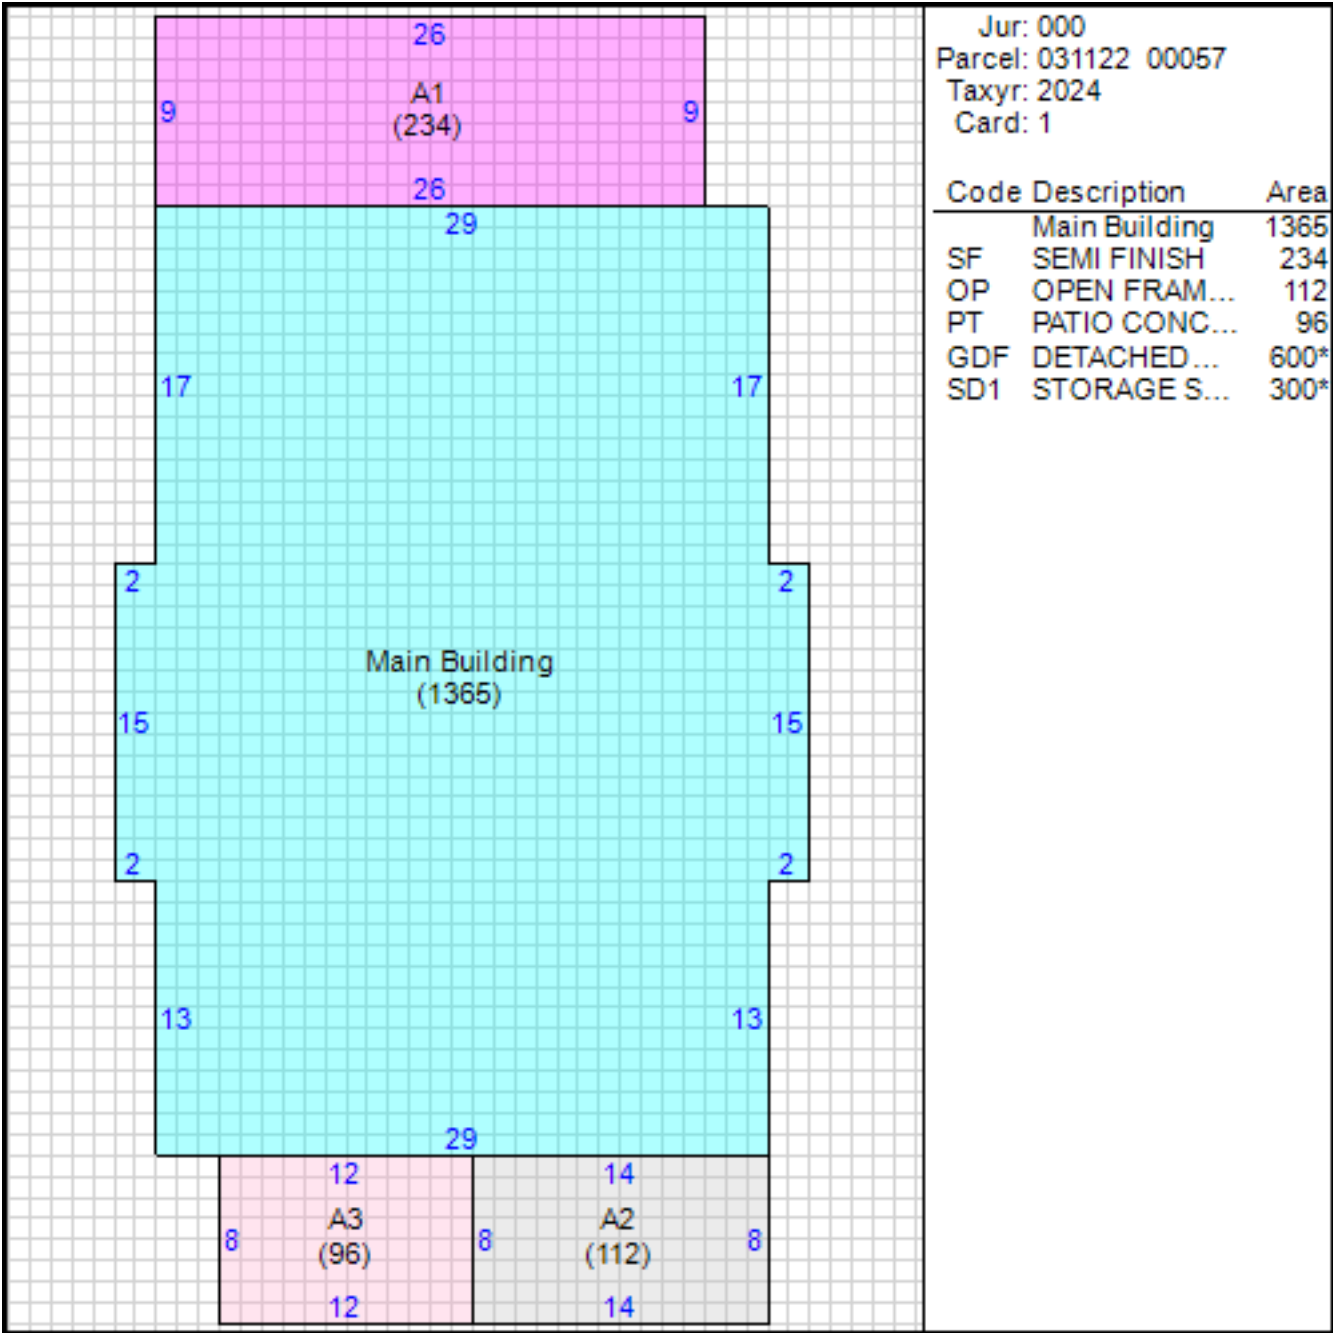 26
A1
9
9
(234)
26
29
17
17
2
2
Main Building
(1365)
15
15
2
2
13
13
29
12
14
A3
A2
8
8
8
(96)
(112)
12
14
Jur: 000
Parcel: 031122 00057
Taxyr: 2024
Card: 1
Code Description Area
Main Building 1365
SF SEMI FINISH 234
OP OPEN FRAM... 112
PT PATIO CONC... 96
GDF DETACHED... 600*
SD1 STORAGE S... 300*